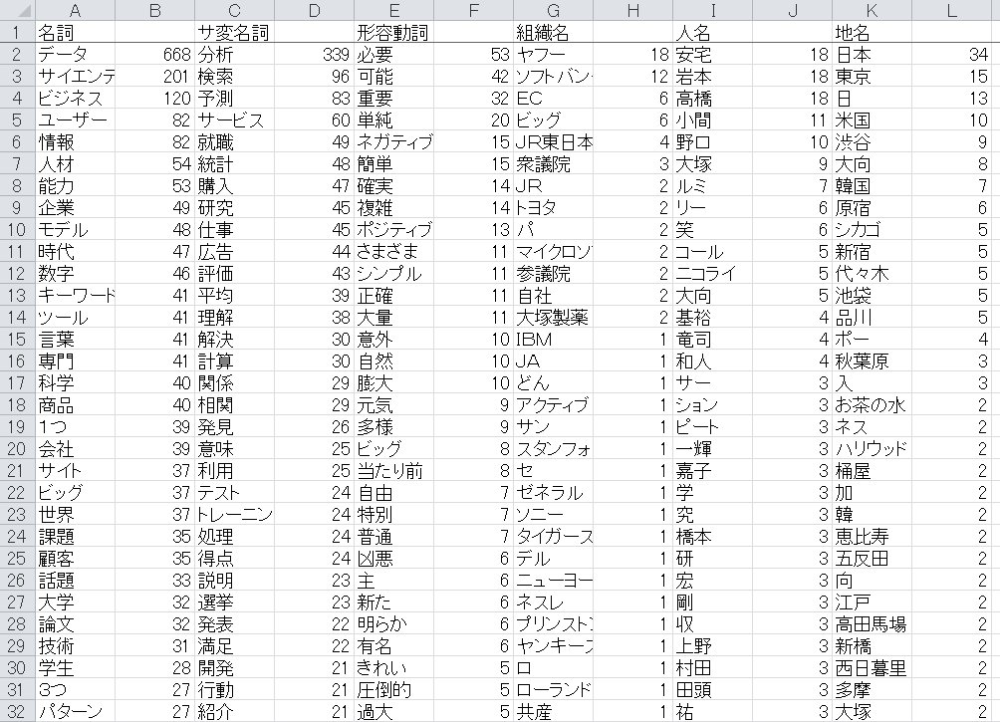 A B C D E F G H I J K L
1 名詞 サ変名詞 形容動詞 組織名 人名 地名
2 データ 668 分析 339 必要 53 ヤフー 18 安宅 18 日本 34
3 サイエンテ 201 検索 96 可能 42 ソフトバン 12 岩本 18 東京 15
4 ビジネス 120 予測 83 重要 32 EC 6 高橋 18 日 13
5 ユーザー 82 サービス 60 単純 20 ビッグ 6 小間 11 米国 10
6 情報 82 就職 49 ネガティブ 15 JR東日本 4 野口 10 渋谷 9
7 人材 54 統計 48 簡単 15 衆議院 3 大塚 9 大向 8
8 能力 53 購入 47 確実 14 JR 2 ルミ 7 韓国 7
9 企業 49 研究 45 複雑 14 トヨタ 2 リー 6 原宿 6
10 モデル 48 仕事 45 ポジティブ 13 パ 2 笑 6 シカゴ 5
11 時代 47 広告 44 さまざま 11 マイクロソ 2 コール 5 新宿 5
12 数字 46 評価 43 シンプル 11 参議院 2 ニコライ 5 代々木 5
13 キーワード 41 平均 39 正確 11 自社 2 大向 5 池袋 5
14 ツール 41 理解 38 大量 11 大塚製薬 2 基裕 4 品川 5
15 言葉 41 解決 30 意外 10 IBM 1 竜司 4 ポー 4
16 専門 41 計算 30 自然 10 JA 1 和人 4 秋葉原 3
17 科学 40 関係 29 膨大 10 どん 1 サー 3 入 3
18 商品 40 相関 29 元気 9 アクティブ 1 ション 3 お茶の水 2
19 1つ 39 発見 26 多様 9 サン 1 ピート 3 ネス 2
20 会社 39 意味 25 ビッグ 8 スタンフォ 1 一輝 3 ハリウッド 2
21 サイト 37 利用 25 当たり前 8 セ 1 嘉子 3 桶屋 2
22 ビッグ 37 テスト 24 自由 7 ゼネラル 1 学 3 加 2
23 世界 37 トレーニン 24 特別 7 ソニー 1 究 3 韓 2
24 課題 35 処理 24 普通 7 タイガース 1 橋本 3 恵比寿 2
25 顧客 35 得点 24 凶悪 6 デル 1 研 3 五反田 2
26 話題 33 説明 23 主 6 ニューヨー 1 宏 3 向 2
27 大学 32 選挙 23 新た 6 ネスレ 1 剛 3 江戸 2
28 論文 32 発表 22 明らか 6 プリンスト 1 収 3 高田馬場 2
29 技術 31 満足 22 有名 6 ヤンキース 1 上野 3 新橋 2
30 学生 28 開発 21 きれい 5 ロ 1 村田 3 西日暮里 2
31 3つ 27 行動 21 圧倒的 5 ローランド 1 田頭 3 多摩 2
32 パターン 27 紹介 21 過大 5 共産 1 祐 3 大塚 2